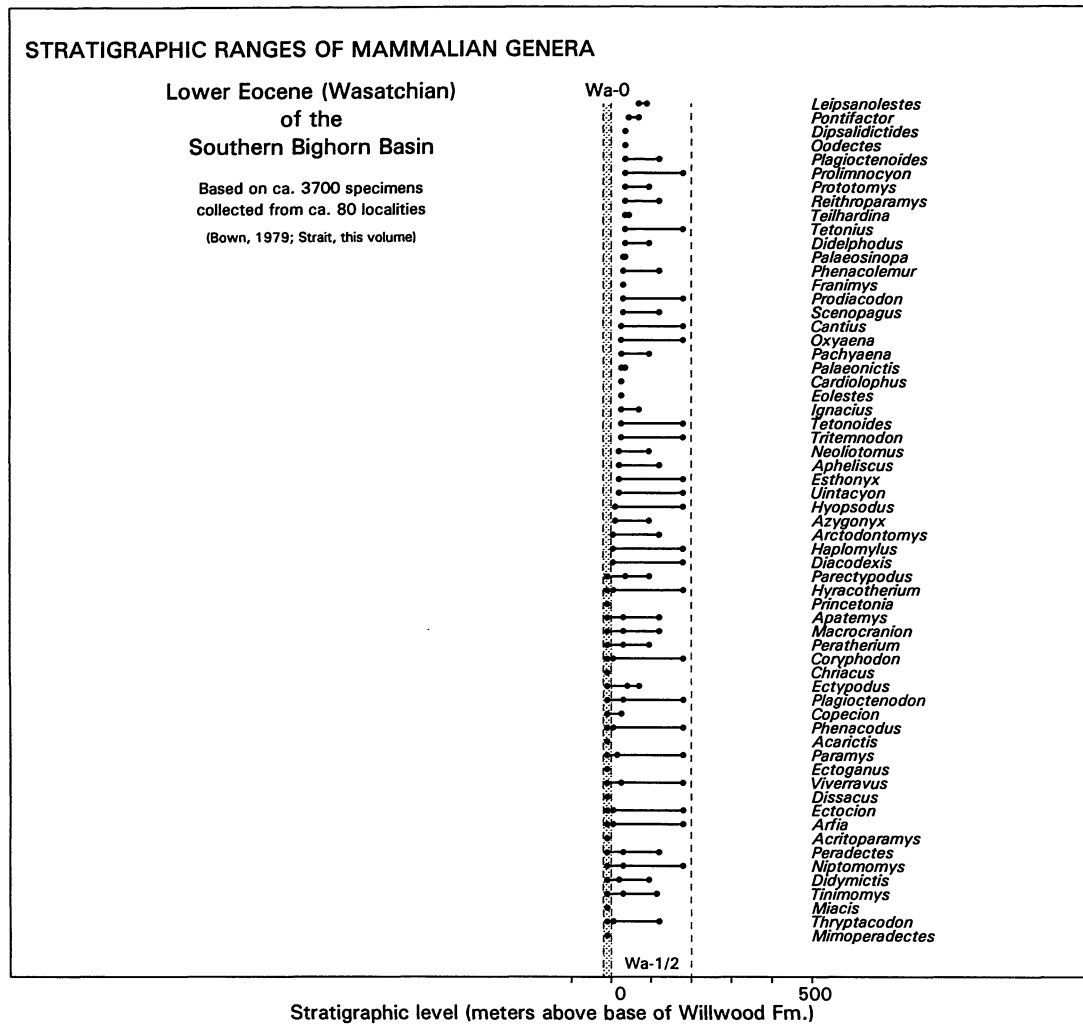 STRATIGRAPHIC RANGES OF MAMMALIAN GENERA
Lower Eocene (Wasatchian)
of the
Southern Bighorn Basin
Based on ca. 3700 specimens
collected from ca. 80 localities
(Bown, 1979; Strait, this volume)
Wa-0
Leipsanolestes
Pontifactor
Dipsalidictides
Oodectes
Plagioctenoides
Prolimnocyon
Prototomys
Reithroparamys
Teilhardina
Tetonius
Didelphodus
Palaeosinopa
Phenacolemur
Franimys
Prodiacodon
Scenopagus
Cantius
Oxyaena
Pachyaena
Palaeonictis
Cardiolophus
Eolestes
Ignacius
Tetonoides
Tritemnodon
Neoliotomus
Apheliscus
Esthonyx
Uintacyon
Hyopsodus
Azygonyx
Arctodontomys
Haplomylus
Diacodexis
Parectypodus
Hyracotherium
Princetonia
Apatemys
Macrocranion
Peratherium
Coryphodon
Chriacus
Ectypodus
Plagioctenodon
Copecion
Phenacodus
Acarictis
Paramys
Ectoganus
Viverravus
Dissacus
Ectocion
Arfia
Acritoparamys
Peradectes
Niptomomys
Didymictis
Tinimomys
Miacis
Thryptacodon
Mimoperadectes
Wa-1/2
0 500
Stratigraphic level (meters above base of Willwood Fm.)